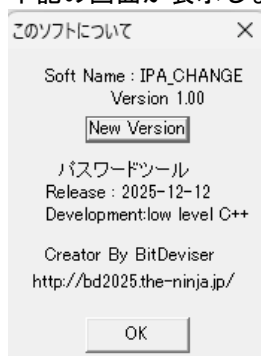 このソフトについて
Soft Name : IPA_CHANGE
Version 1.00
New Version
パスワードツール
Release : 2025-12-12
Development:low level C++
Creator By BitDeviser
http://bd2025.the-ninja.jp/
OK